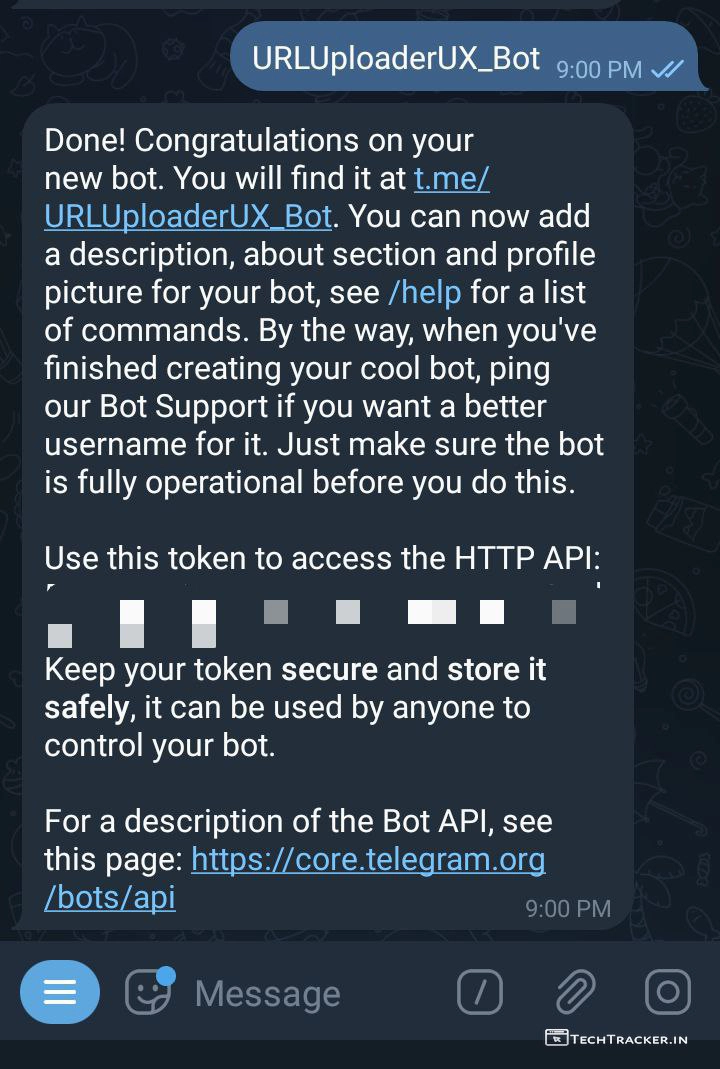 URLUploaderUX_Bot 9:00 PM
Done! Congratulations on your
new bot. You will find it at t.me/
URLUploaderUX_Bot. You can now add
a description, about section and profile
picture for your bot, see /help for a list
of commands. By the way, when you've
finished creating your cool bot, ping
our Bot Support if you want a better
username for it. Just make sure the bot
is fully operational before you do this.
Use this token to access the HTTP API:
Keep your token secure and store it
safely, it can be used by anyone to
control your bot.
For a description of the Bot API, see
this page: https://core.telegram.org
/bots/api
9:00 PM
Message
TECHTRACKER.IN